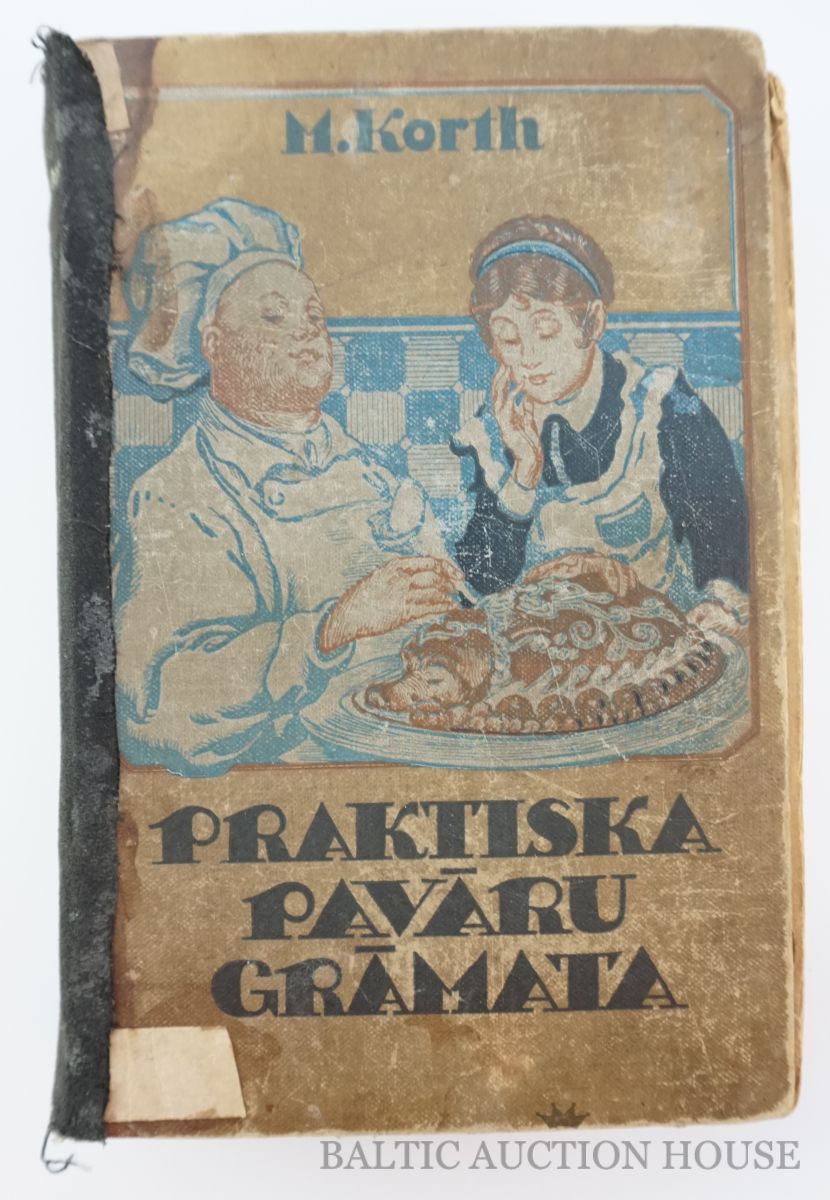 M. Korth
PRAKTISKA
PAVĀRU
GRĀMATA
BALTIC AUCTION HOUSE